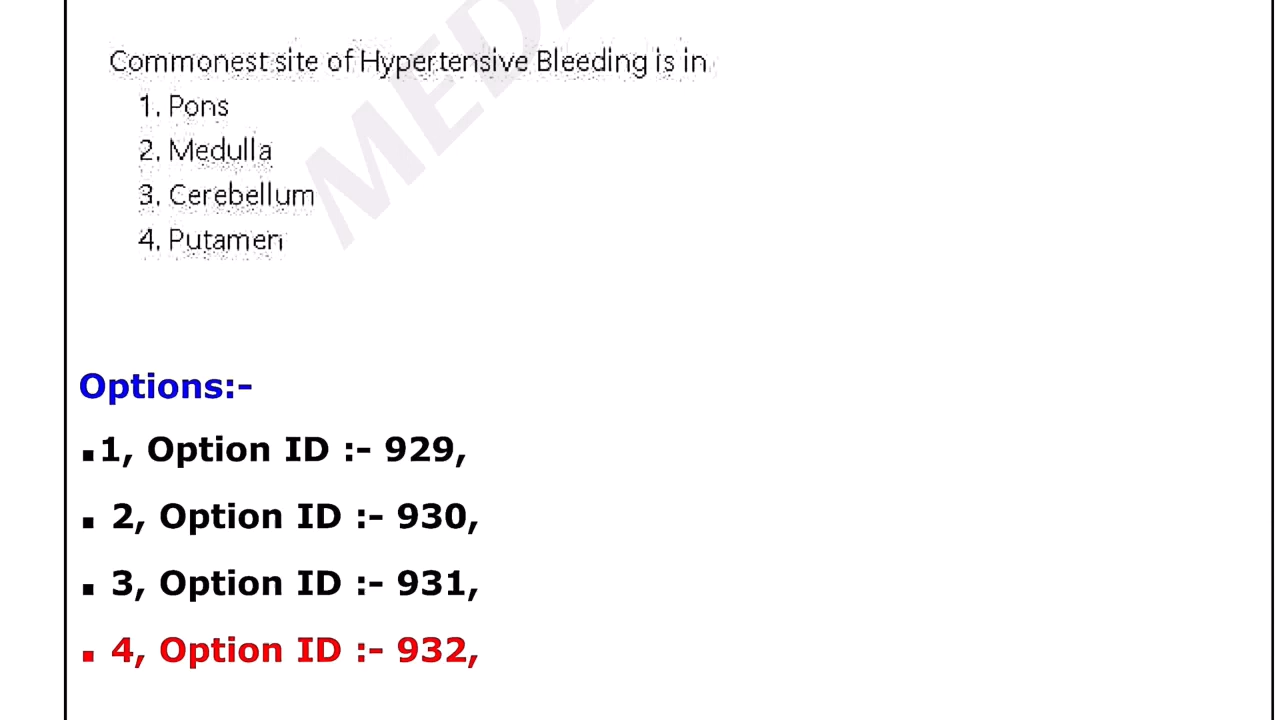 Commonest site of Hypertensive Bleeding is in
1. Pons
2. Medulla
3. Cerebellum
4. Putamen
Options:-
1, Option ID :- 929,
2, Option ID :- 930,
3, Option ID :- 931,
4, Option ID :- 932,